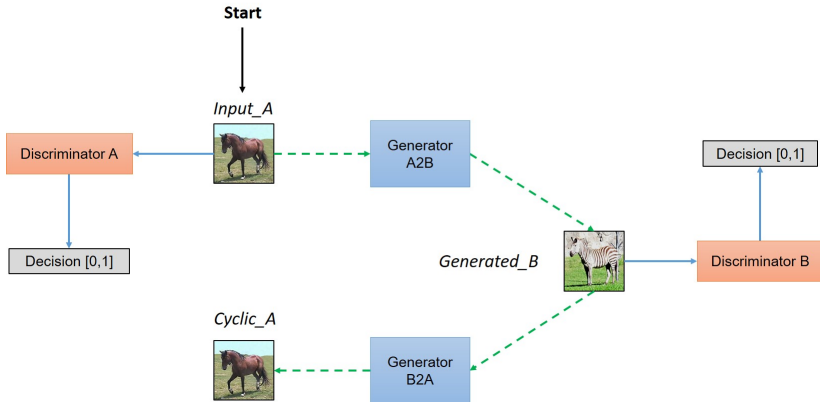 Start
Input_A
Discriminator A
Generator
A2B
Decision [0,1]
Decision [0,1]
Generated_B
Discriminator B
Cyclic_A
Generator
B2A